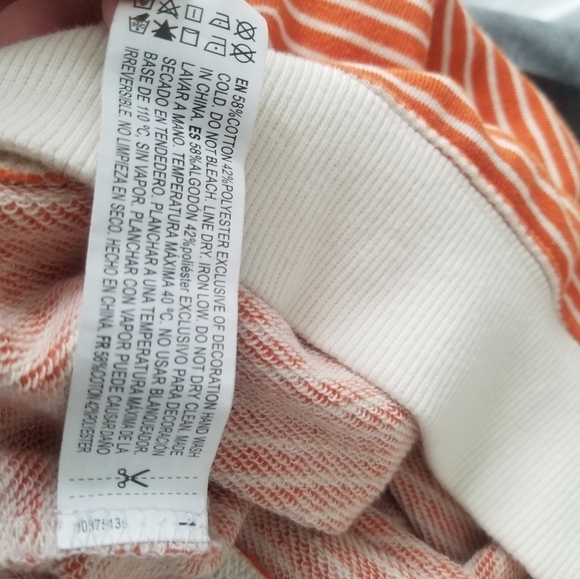 EN 58%COTTON 42%POLYESTER EXCLUSIVE OF DECORATION HAND WASH
COLD. DO NOT BLEACH. LINE DRY. IRON LOW. DO NOT DRY CLEAN. MADE
IN CHINA. ES 58%ALGODÓN 42%poliéster EXCLUSIVO PARA DECORACIÓN
LAVAR A MANO. TEMPERATURA MÁXIMA 40 °C. NO USAR BLANQUEADOR.
SECADO EN TENDEDERO. PLANCHAR A UNA TEMPERATURA MÁXIMA DE LA
BASE DE 110 °C, SIN VAPOR. PLANCHAR CON VAPOR PUEDE CAUSAR DAÑO
IRREVERSIBLE. NO LIMPIEZA EN SECO. HECHO EN CHINA. FR 58%COTON 42%POLYESTER